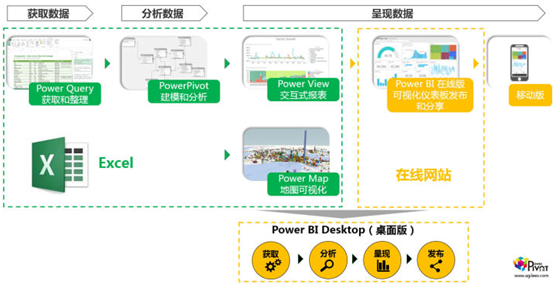 获取数据
分析数据
呈现数据
Power Query
获取和整理
PowerPivot
建模和分析
Power View
交互式报表
Power BI 在线版
可视化仪表板发布
和分享
移动版
Excel
Power Map
地图可视化
在线网站
Power BI Desktop（桌面版）
获取
分析
呈现
发布
Power
Pivot